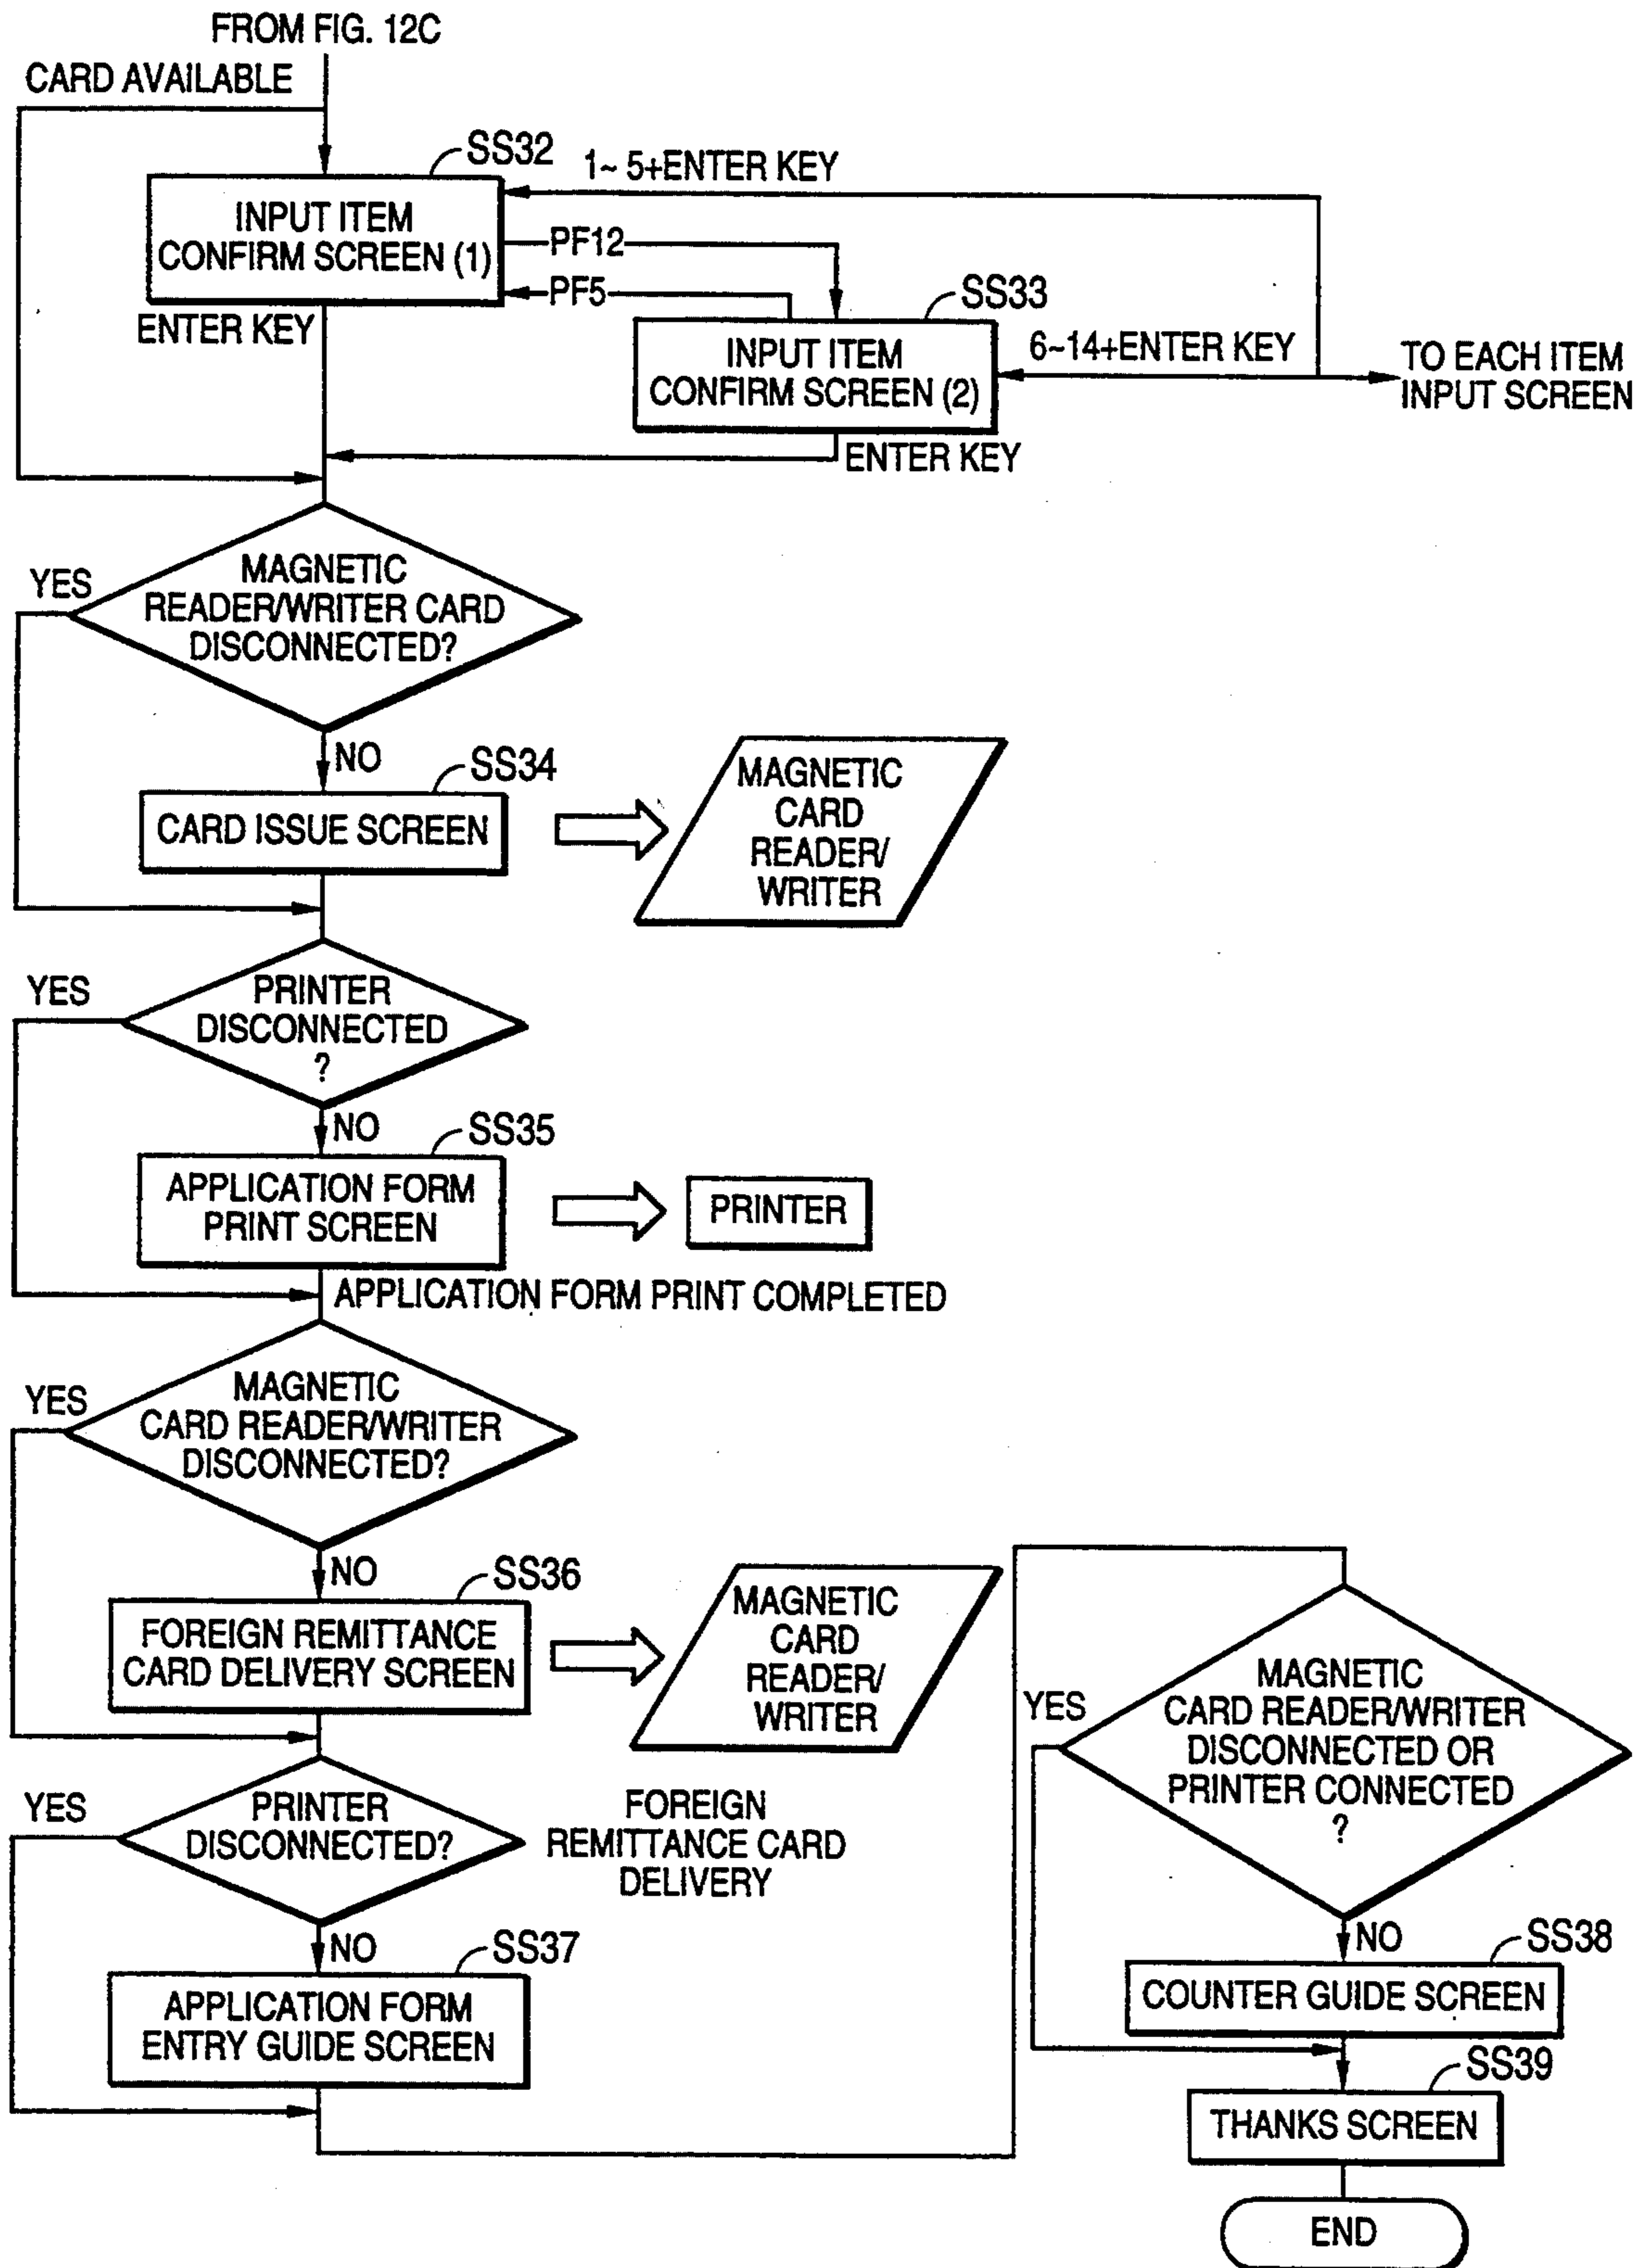 FROM FIG. 12C
CARD AVAILABLE
SS32
1~ 5+ENTER KEY
INPUT ITEM
CONFIRM SCREEN (1)
PF12
PF5
SS33
ENTER KEY
INPUT ITEM
CONFIRM SCREEN (2)
6~14+ENTER KEY
TO EACH ITEM
INPUT SCREEN
ENTER KEY
YES
MAGNETIC
READER/WRITER CARD
DISCONNECTED?
NO
SS34
CARD ISSUE SCREEN
MAGNETIC
CARD
READER/
WRITER
YES
PRINTER
DISCONNECTED
?
NO
SS35
APPLICATION FORM
PRINT SCREEN
PRINTER
APPLICATION FORM PRINT COMPLETED
YES
MAGNETIC
CARD READER/WRITER
DISCONNECTED?
NO
SS36
FOREIGN REMITTANCE
CARD DELIVERY SCREEN
MAGNETIC
CARD
READER/
WRITER
YES
PRINTER
DISCONNECTED?
FOREIGN
REMITTANCE CARD
DELIVERY
NO
SS37
APPLICATION FORM
ENTRY GUIDE SCREEN
YES
MAGNETIC
CARD READER/WRITER
DISCONNECTED OR
PRINTER CONNECTED
?
NO
SS38
COUNTER GUIDE SCREEN
SS39
THANKS SCREEN
END